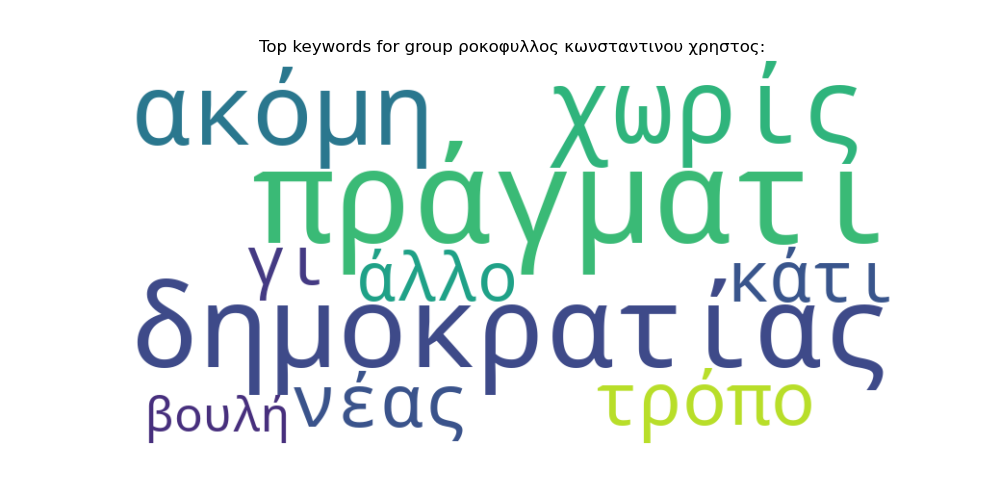 Top keywords for group ροκοφυλλος κωνσταντινου χρηστος:
ακόμη χωρίς
πράγματι
γι άλλο κάτι
δημοκρατίας
βουλή νέας τρόπο